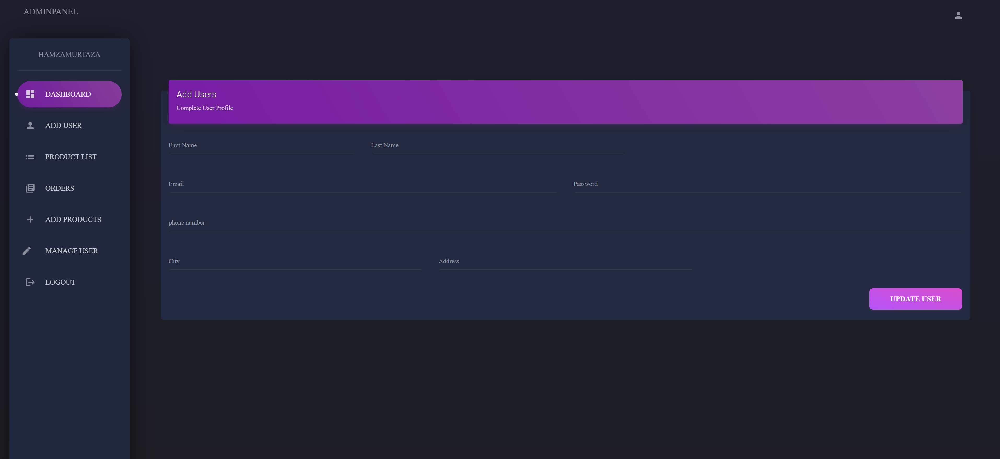 ADMINPANEL
HAMZAMURTAZA
DASHBOARD
ADD USER
PRODUCT LIST
ORDERS
ADD PRODUCTS
MANAGE USER
LOGOUT
Add Users
Complete User Profile
First Name
Last Name
Email
Password
phone number
City
Address
UPDATE USER